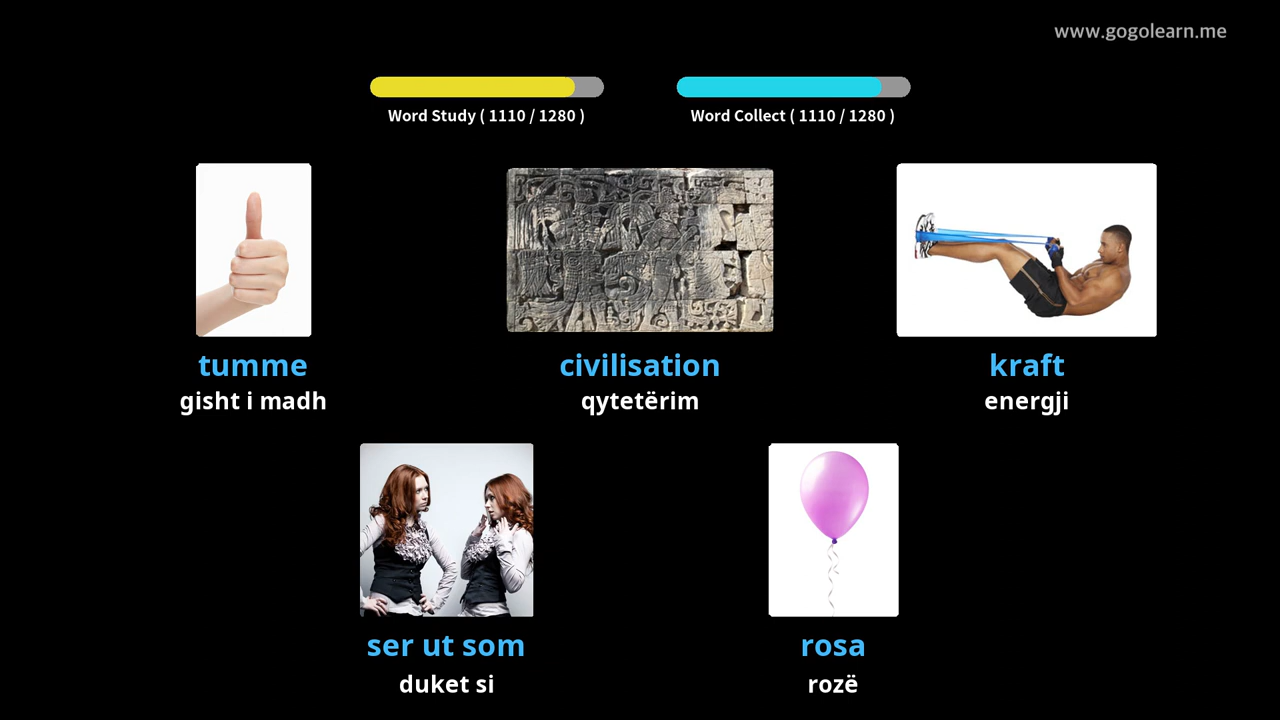 www.gogolearn.me
Word Study ( 1110 / 1280 )
Word Collect ( 1110 / 1280 )
tumme
gisht i madh
civilisation
qytetërim
kraft
energji
ser ut som
duket si
rosa
rozë